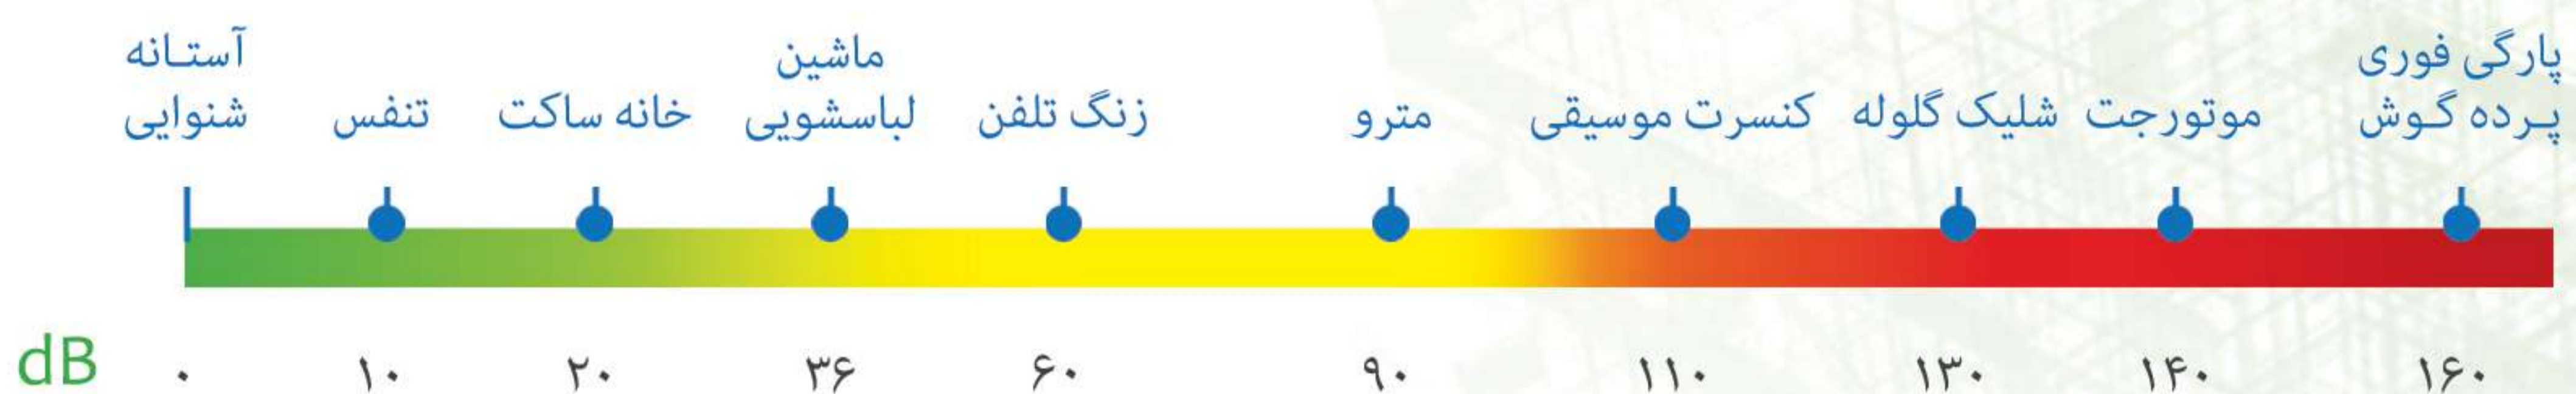 آستانه
شنوایی
تنفس
خانه ساکت
ماشین
لباسشویی
زنگ تلفن
مترو
کنسرت موسیقی
شلیک گلوله
موتورجت
پارگی فوری
پرده گوش
dB
۰
۱۰
۲۰
۳۶
۶۰
۹۰
۱۱۰
۱۳۰
۱۴۰
۱۶۰